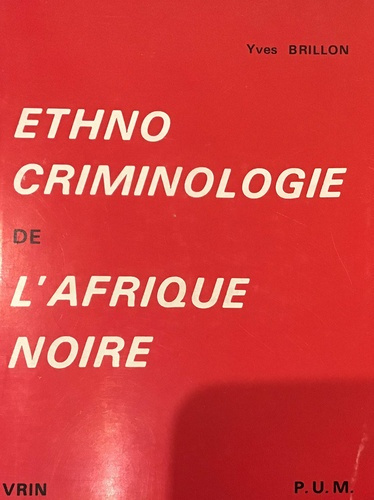 Yves BRILLON
ETHNO
CRIMINOLOGIE
DE
L'AFRIQUE
NOIRE
VRIN P.U.M.